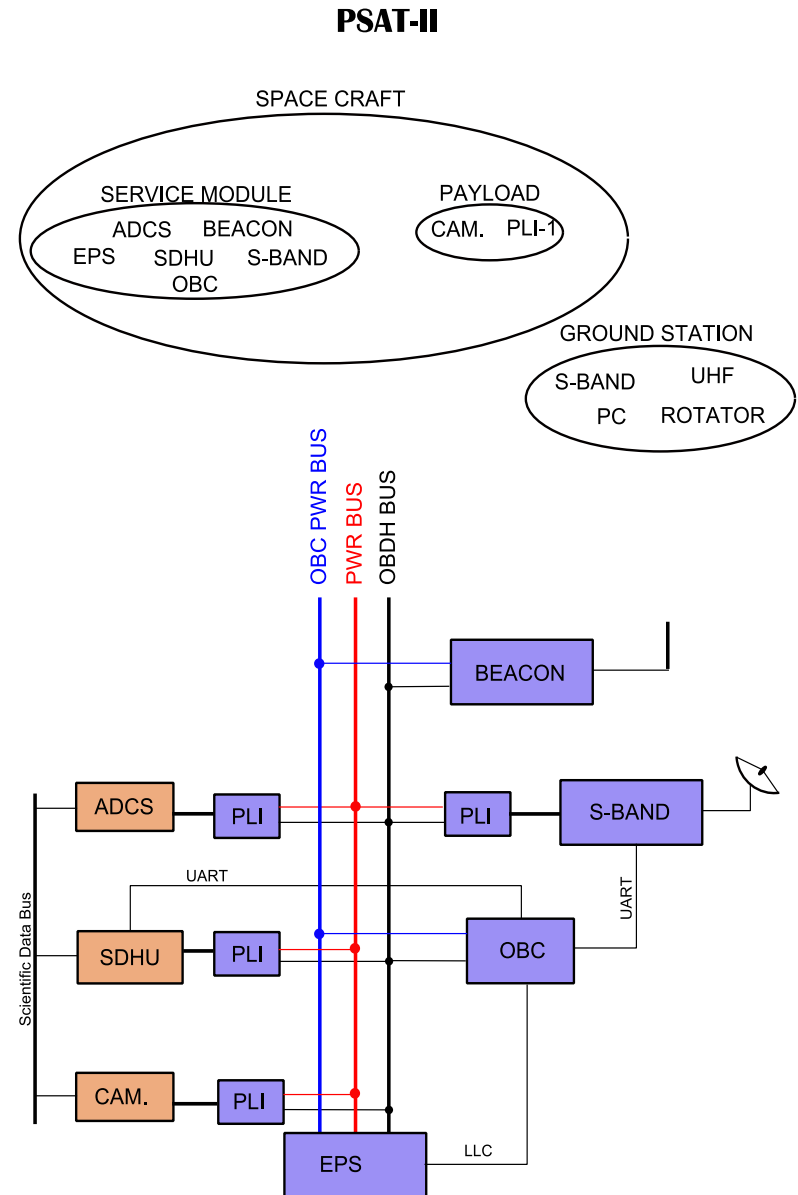 PSAT-II
SPACE CRAFT
SERVICE MODULE
PAYLOAD
ADCS BEACON
CAM. PLI-1
EPS SDHU S-BAND
OBC
GROUND STATION
S-BAND UHF
PC ROTATOR
OBC PWR BUS
PWR BUS
OBDH BUS
BEACON
ADCS
PLI
PLI
S-BAND
UART
UART
Scientific Data Bus
SDHU
PLI
OBC
CAM.
PLI
EPS
LLC